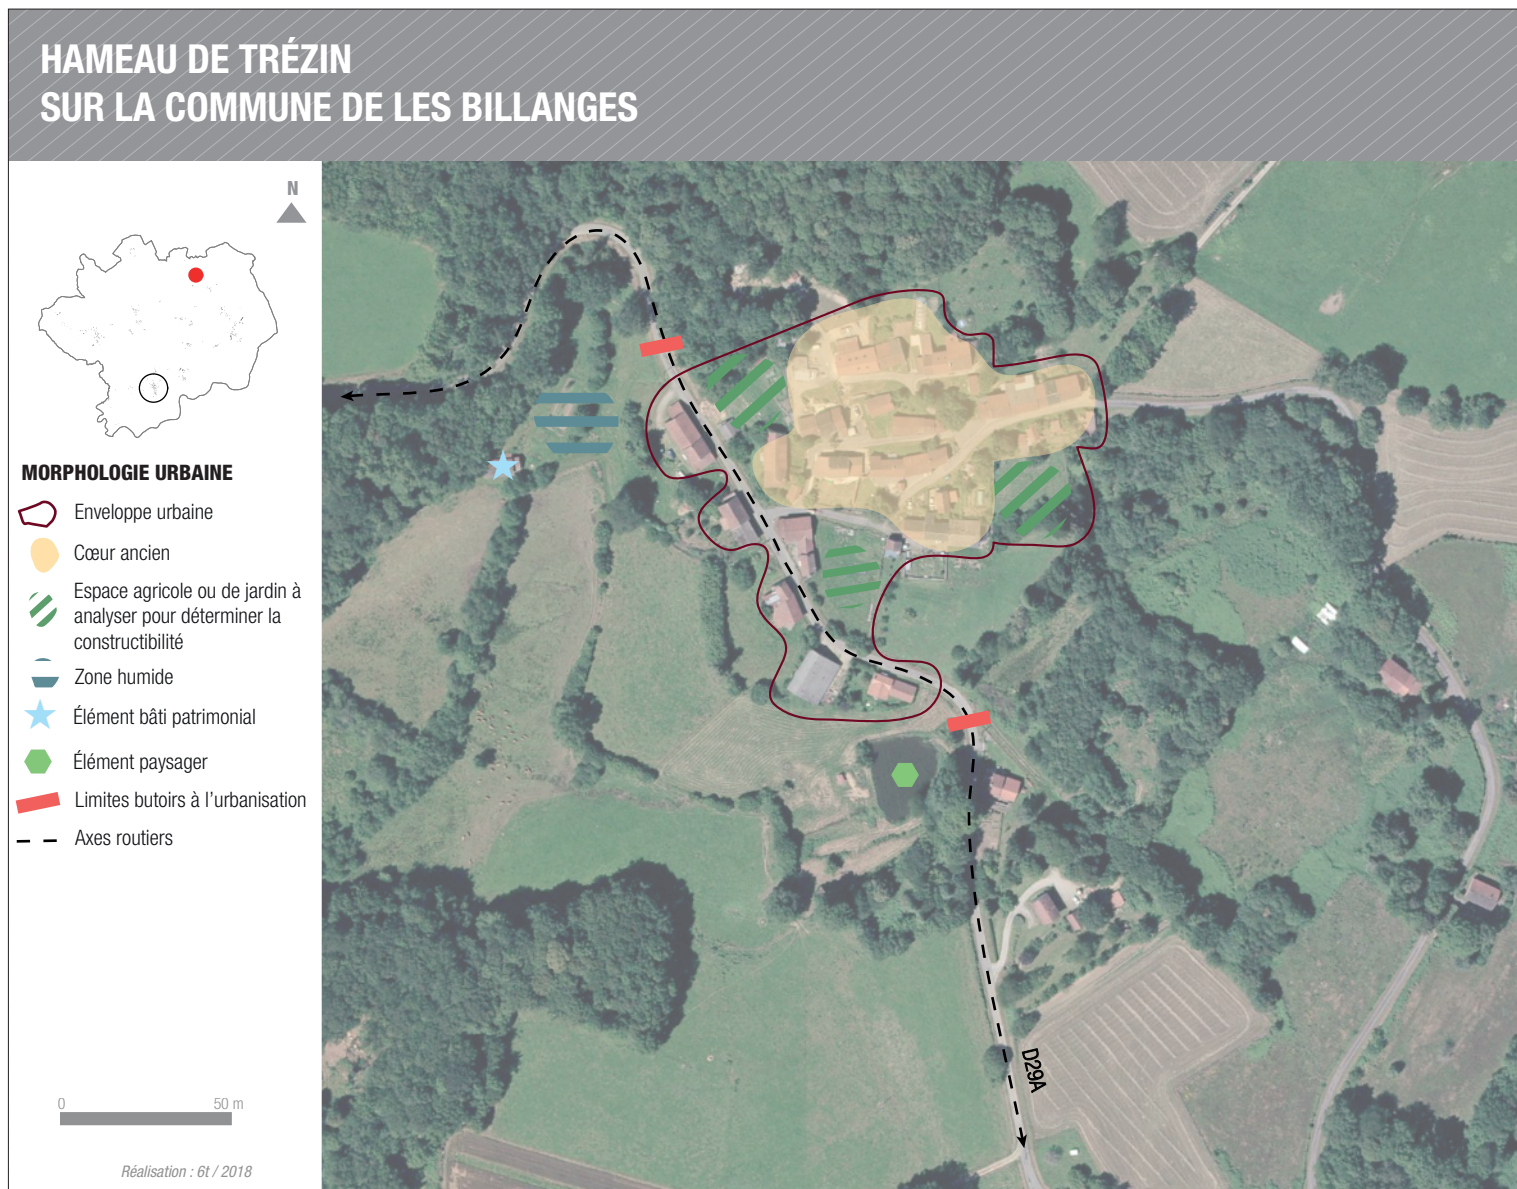 HAMEAU DE TRÉZIN
SUR LA COMMUNE DE LES BILLANGES
N
MORPHOLOGIE URBAINE
Enveloppe urbaine
Cœur ancien
Espace agricole ou de jardin à
analyser pour déterminer la
constructibilité
Zone humide
Élément bâti patrimonial
Élément paysager
Limites butoirs à l'urbanisation
Axes routiers
0 50 m
Réalisation : 6t / 2018
D29A